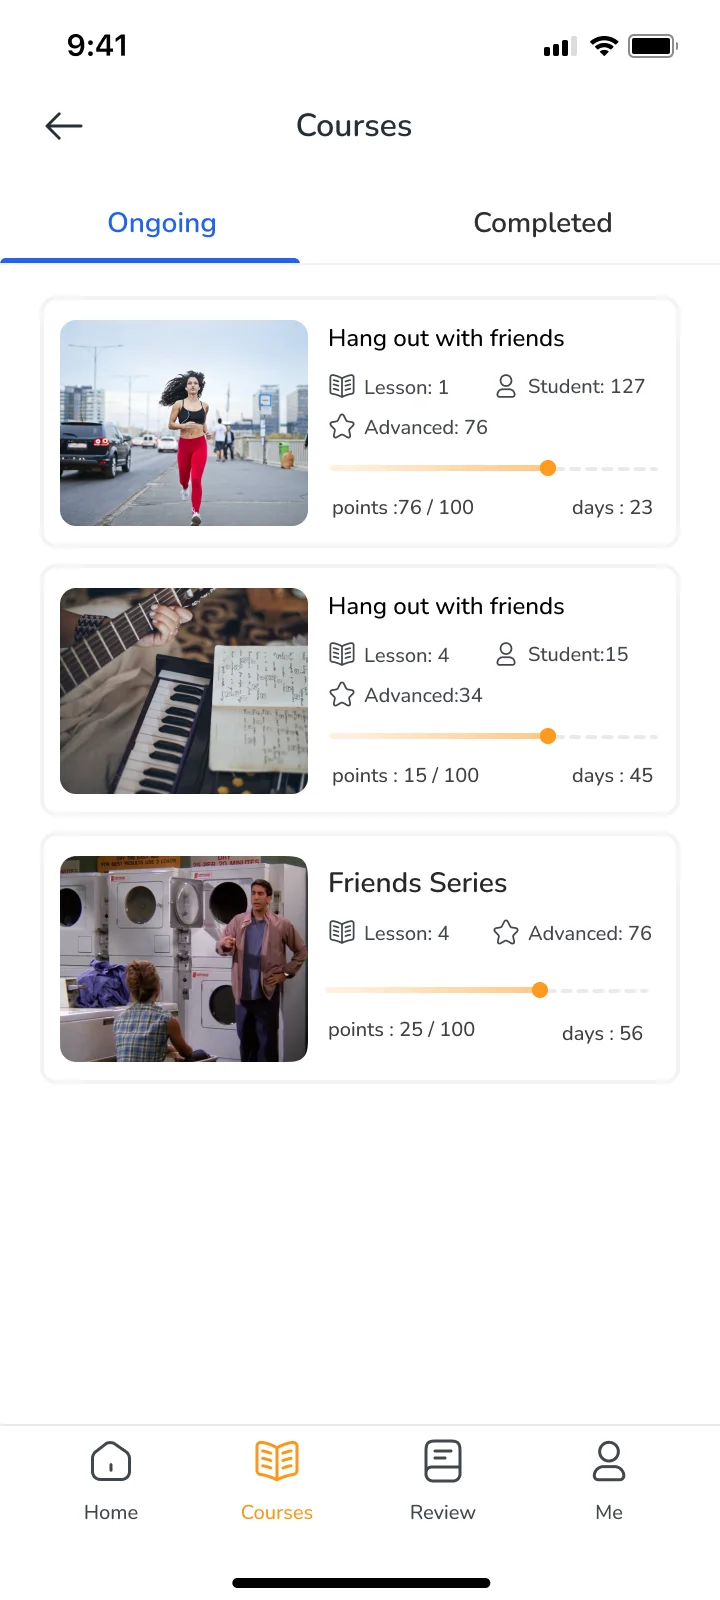 9:41
Courses
Ongoing
Completed
Hang out with friends
Lesson: 1
Student: 127
Advanced: 76
points :76 / 100
days : 23
Hang out with friends
Lesson: 4
Student:15
Advanced:34
points : 15 / 100
days : 45
Friends Series
Lesson: 4
Advanced: 76
points : 25 / 100
days : 56
Home
Courses
Review
Me